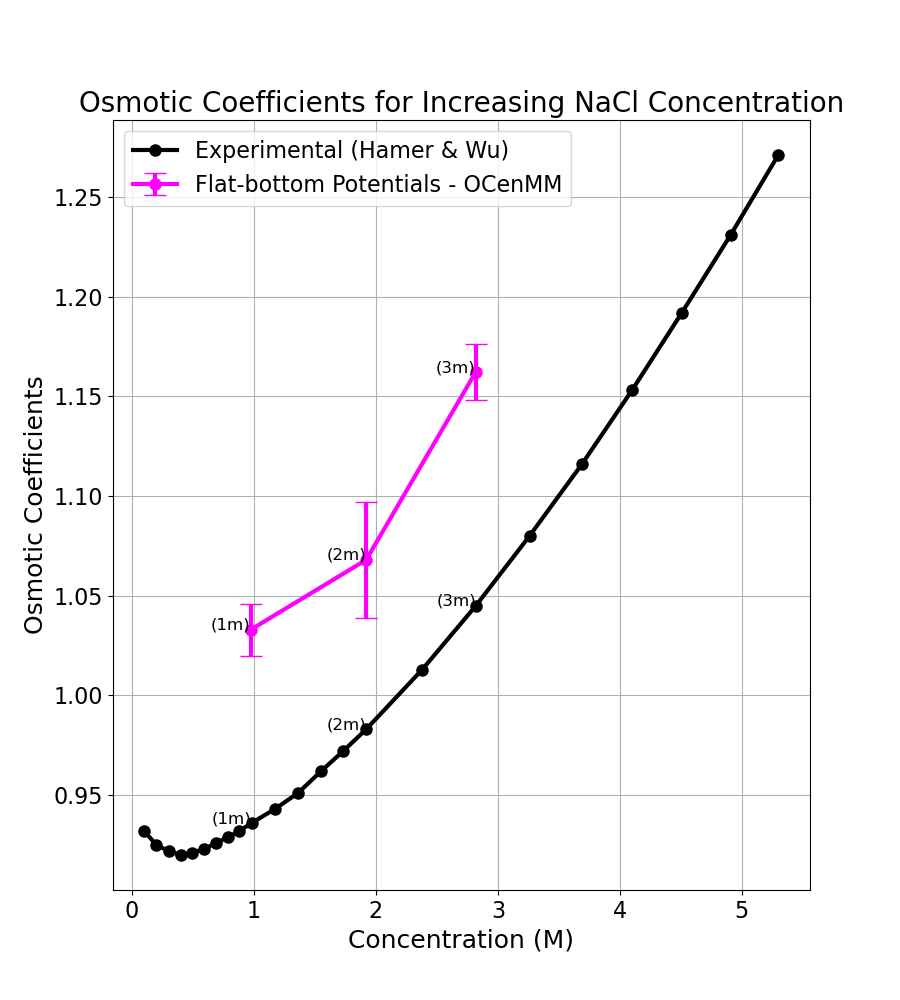 Osmotic Coefficients for Increasing NaCl Concentration
Experimental (Hamer & Wu)
Flat-bottom Potentials - OCenMM
1.25
1.20
1.15
1.10
1.05
1.00
0.95
Osmotic Coefficients
(3m)
(2m)
(1m)
(3m)
(2m)
(1m)
0
1
2
3
4
5
Concentration (M)